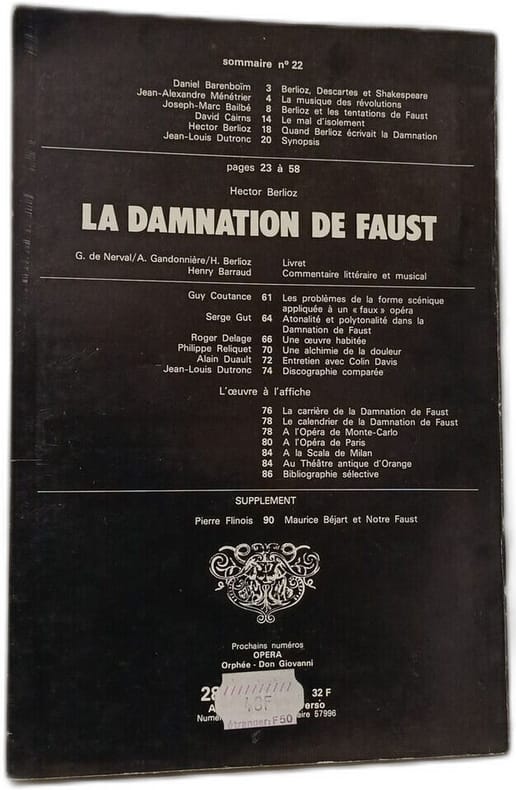 sommaire nº 22
Daniel Barenboïm 3 Berlioz, Descartes et Shakespeare
Jean-Alexandre Ménétrier 4 La musique des révolutions
Joseph-Marc Bailbé 8 Berlioz et les tentations de Faust
David Cairns 14 Le mal d'isolement
Hector Berlioz 18 Quand Berlioz écrivait la Damnation
Jean-Louis Dutronc 20 Synopsis
pages 23 à 58
Hector Berlioz
LA DAMNATION DE FAUST
G. de Nerval/A. Gandonnière/H. Berlioz Livret
Henry Barraud Commentaire littéraire et musical
Guy Coutance 61 Les problèmes de la forme scénique
appliquée à un « faux » opéra
Serge Gut 64 Atonalité et polytonalité dans la
Damnation de Faust
Roger Delage 66 Une œuvre habitée
Philippe Reliquet 70 Une alchimie de la douleur
Alain Duault 72 Entretien avec Colin Davis
Jean-Louis Dutronc 74 Discographie comparée
L'œuvre à l'affiche
76 La carrière de la Damnation de Faust
78 Le calendrier de la Damnation de Faust
78 A l'Opéra de Monte-Carlo
80 A l'Opéra de Paris
84 A la Scala de Milan
84 Au Théâtre antique d'Orange
86 Bibliographie sélective
SUPPLEMENT
Pierre Flinois 90 Maurice Béjart et Notre Faust
Prochains numéros
OPERA
Orphée - Don Giovanni
28 32 F
57996